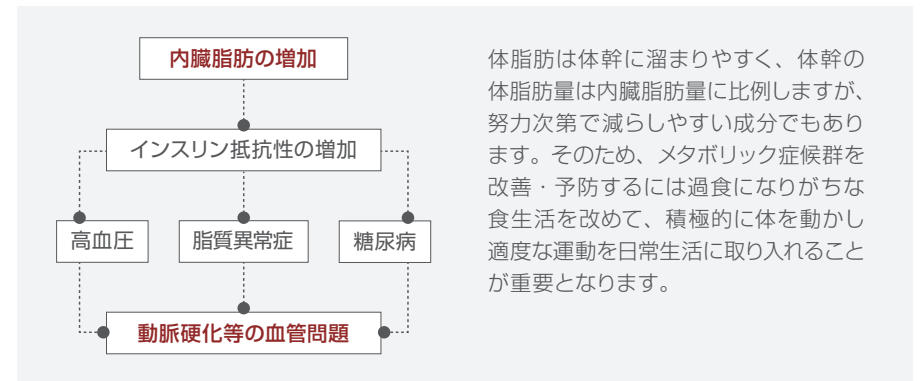 内臓脂肪の増加
インスリン抵抗性の増加
高血圧
脂質異常症
糖尿病
動脈硬化等の血管問題
体脂肪は体幹に溜まりやすく、体幹の
体脂肪量は内臓脂肪量に比例しますが、
努力次第で減らしやすい成分でもあり
ます。そのため、メタボリック症候群を
改善・予防するには過食になりがちな
食生活を改めて、積極的に体を動かし
適度な運動を日常生活に取り入れること
が重要となります。